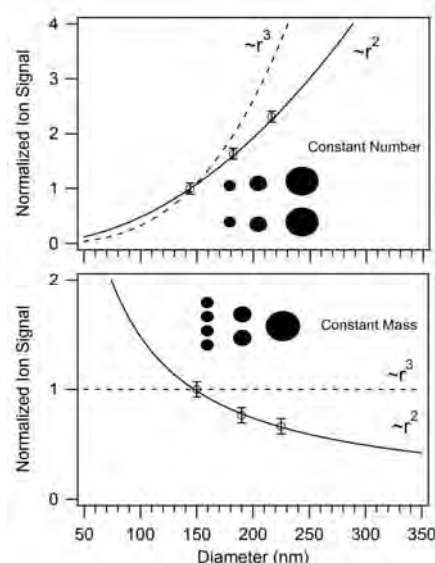 4
3
2
1
0
Normalized Ion Signal
~r³
~r²
Constant Number
2
1
0
Normalized Ion Signal
Constant Mass
~r³
~r²
50 100 150 200 250 300 350
Diameter (nm)